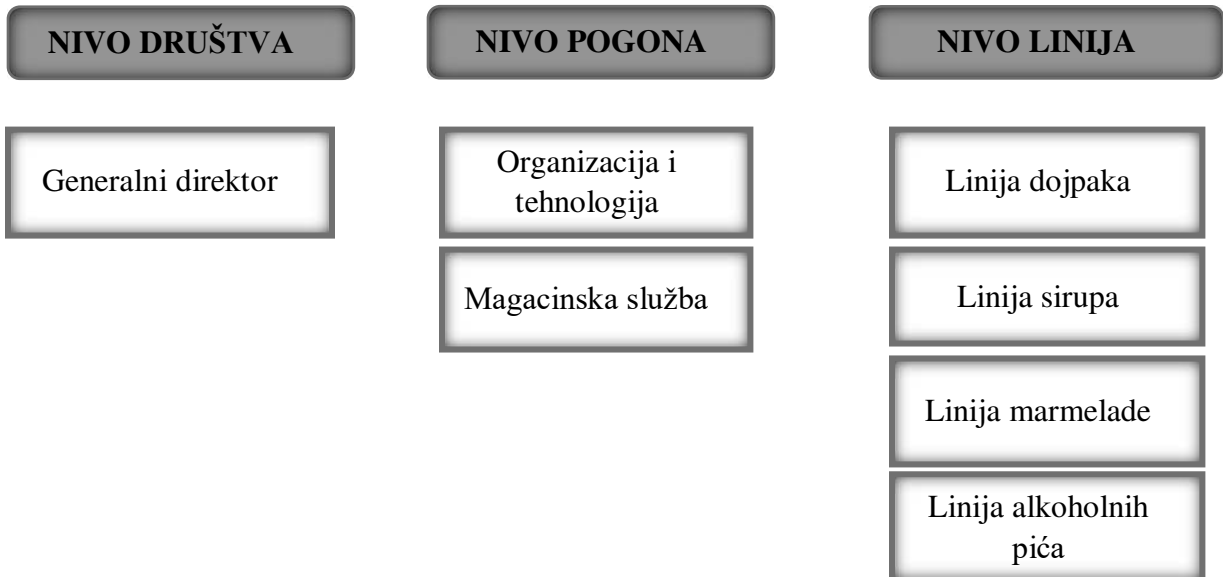 NIVO DRUŠTVA
Generalni direktor
NIVO POGONA
Organizacija i
tehnologija
Magacinska služba
NIVO LINIJA
Linija dojpaka
Linija sirupa
Linija marmelade
Linija alkoholnih
pića